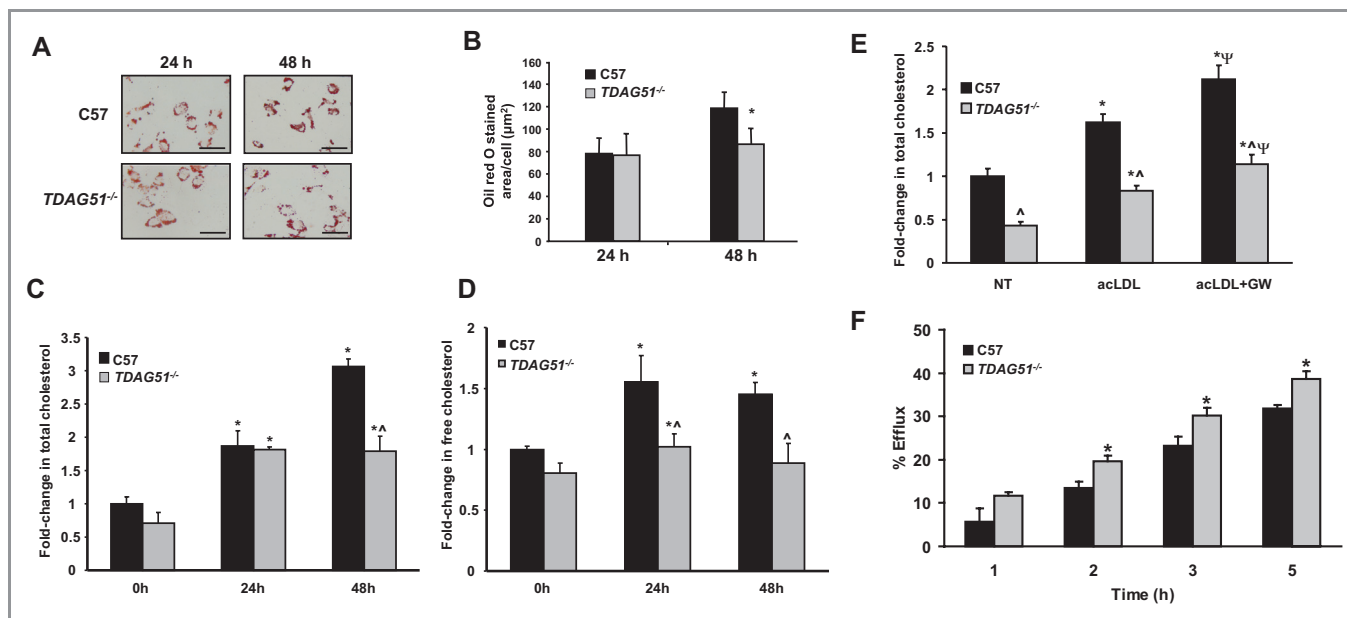 A
24 h 48 h
C57
TDAG51-/-
B
Oil red O stained
area/cell (µm²)
160
140
120
100
80
60
40
20
0
C57
TDAG51-/-
*
24 h 48 h
C
Fold-change in total cholesterol
3.5
3
2.5
2
1.5
1
0.5
0
C57
TDAG51-/-
* * * *^
0h 24h 48h
D
Fold-change in free cholesterol
2
1.5
1
0.5
0
C57
TDAG51-/-
* *^ * ^
0h 24h 48h
E
Fold-change in total cholesterol
2.5
2
1.5
1
0.5
0
C57
TDAG51-/-
^ * *^ *Ψ *^Ψ
NT acLDL acLDL+GW
F
% Efflux
50
40
30
20
10
0
C57
TDAG51-/-
* * *
1 2 3 5
Time (h)